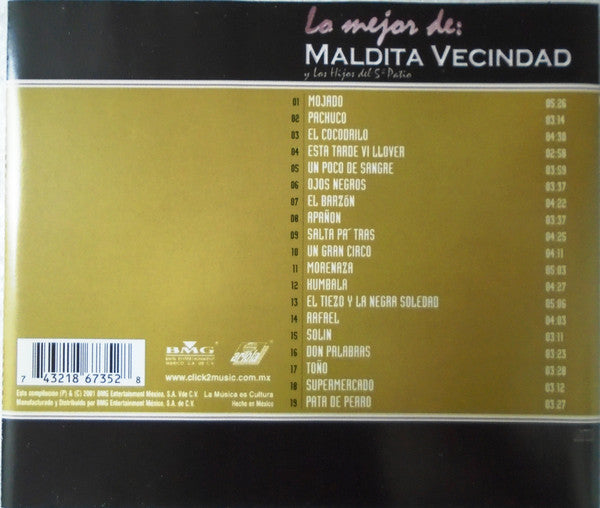 Lo mejor de:
MALDITA VECINDAD
y Los Hijos del 5º Patio
01 MOJADO 05:26
02 PACHUCO 03:14
03 EL COCODRILO 04:30
04 ESTA TARDE VI LLOVER 02:58
05 UN POCO DE SANGRE 03:59
06 OJOS NEGROS 03:37
07 EL BARZÓN 04:22
08 APAÑON 03:37
09 SALTA PA´ TRAS 04:25
10 UN GRAN CIRCO 04:11
11 MORENAZA 05:03
12 KUMBALA 04:27
13 EL TIEZO Y LA NEGRA SOLEDAD 05:06
14 RAFAEL 04:03
15 SOLIN 03:11
16 DON PALABRAS 03:23
17 TOÑO 03:28
18 SUPERMERCADO 03:12
19 PATA DE PERRO 03:27
BMG
BMG ENTERTAINMENT
MÉXICO, S.A. DE C.V.
www.click2music.com.mx
7 43218 67352 8
Esta compilación (P) & (C) 2001 BMG Entertainment México, S.A. Vde C.V. La Música es Cultura
Manufacturado y Distribuido por BMG Entertainment México, S.A. de C.V. Hecho en México